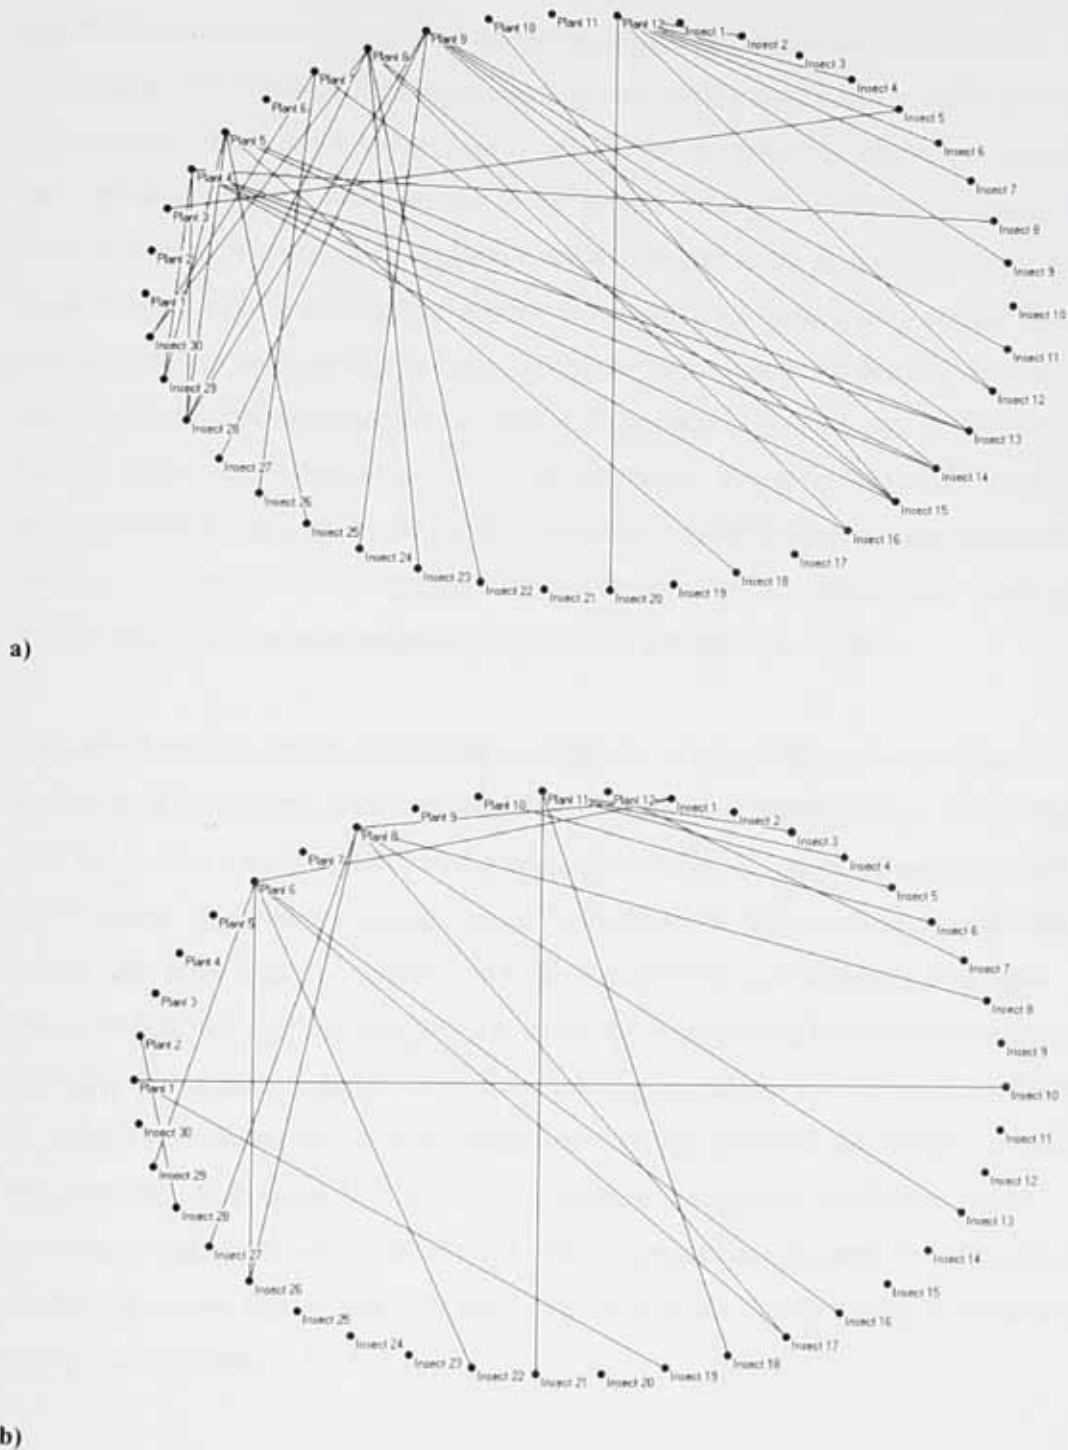 Plant 10
Plant 11
Plant 12
Insect 1
Insect 2
Insect 3
Insect 4
Insect 5
Insect 6
Insect 7
Insect 8
Insect 9
Insect 10
Insect 11
Insect 12
Insect 13
Insect 14
Insect 15
Insect 16
Insect 17
Insect 18
Insect 19
Insect 20
Insect 21
Insect 22
Insect 23
Insect 24
Insect 25
Insect 26
Insect 27
Insect 28
Insect 29
Insect 30
Plant 1
Plant 2
Plant 3
Plant 4
Plant 5
Plant 6
Plant 7
Plant 8
Plant 9
a)
Plant 10
Plant 11
Plant 12
Insect 1
Insect 2
Insect 3
Insect 4
Insect 5
Insect 6
Insect 7
Insect 8
Insect 9
Insect 10
Insect 11
Insect 12
Insect 13
Insect 14
Insect 15
Insect 16
Insect 17
Insect 18
Insect 19
Insect 20
Insect 21
Insect 22
Insect 23
Insect 24
Insect 25
Insect 26
Insect 27
Insect 28
Insect 29
Insect 30
Plant 1
Plant 2
Plant 3
Plant 4
Plant 5
Plant 6
Plant 7
Plant 8
Plant 9
b)